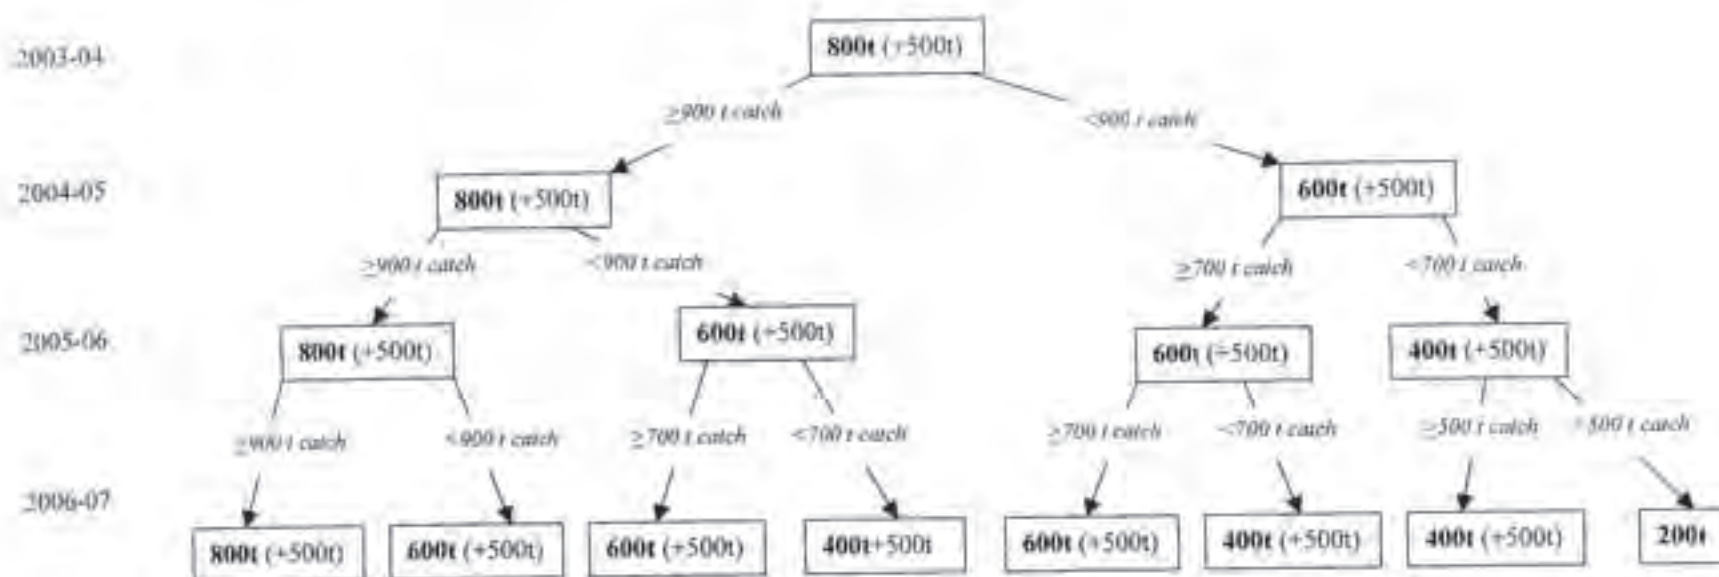 2003-04
800t (+500t)
≥900 t catch
<900 t catch
2004-05
800t (+500t)
600t (+500t)
≥900 t catch
<900 t catch
≥700 t catch
<700 t catch
2005-06
800t (+500t)
600t (+500t)
600t (+500t)
400t (+500t)
≥900 t catch
<900 t catch
≥700 t catch
<700 t catch
≥700 t catch
<700 t catch
≥500 t catch
500 t catch
2006-07
800t (+500t)
600t (+500t)
600t (+500t)
400t+500t
600t (+500t)
400t (+500t)
400t (+500t)
200t